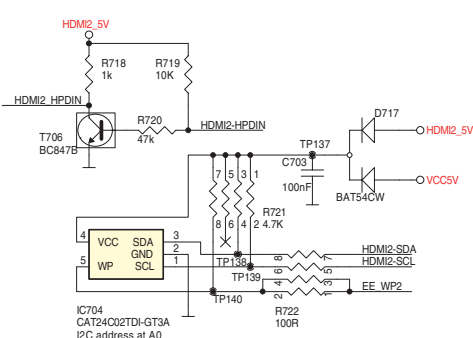 HDMI2_5V
R718
1k
R719
10K
HDMI2_HPDIN
R720
47k
HDMI2-HPDIN
T706
BC847B
TP137
D717
HDMI2_5V
C703
100nF
VCC5V
BAT54CW
7 5 3 1
8 6 4 2
R721
4.7K
4 VCC SDA 3
GND 2
5 WP SCL 1
TP138
TP139
TP140
8 7 HDMI2-SDA
6 5 HDMI2-SCL
4 3
2 1 EE_WP2
R722
100R
IC704
CAT24C02TDI-GT3A
I2C address at A0